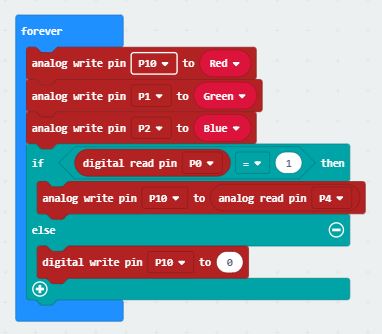 forever
analog write pin P10 to Red
analog write pin P1 to Green
analog write pin P2 to Blue
if digital read pin P0 = 1 then
analog write pin P10 to analog read pin P4
else
digital write pin P10 to 0